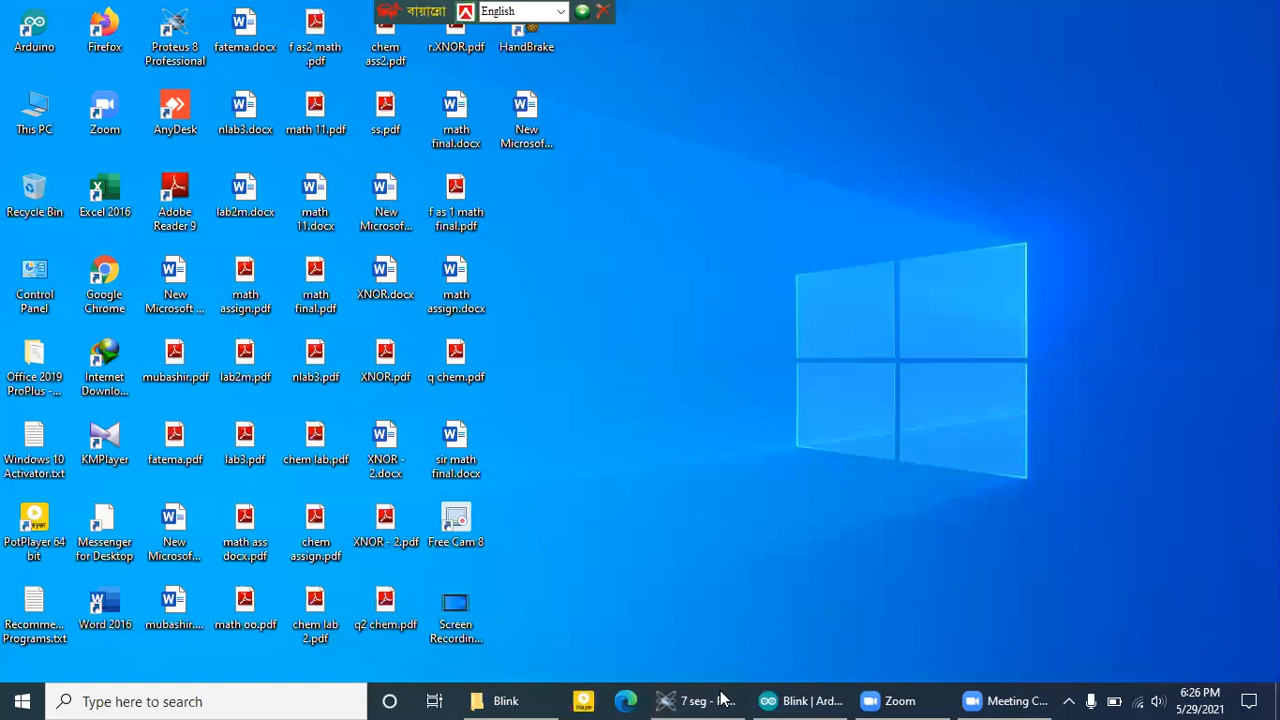 বায়ান্নো English
Arduino
Firefox
Proteus 8
Professional
fatema.docx
f as2 math
.pdf
chem
ass2.pdf
r.XNOR.pdf
HandBrake
This PC
Zoom
AnyDesk
nlab3.docx
math 11.pdf
ss.pdf
math
final.docx
New
Microsof...
Recycle Bin
Excel 2016
Adobe
Reader 9
lab2m.docx
math
11.docx
New
Microsof...
f as 1 math
final.pdf
Control
Panel
Google
Chrome
New
Microsoft ...
math
assign.pdf
math
final.pdf
XNOR.docx
math
assign.docx
Office 2019
ProPlus -...
Internet
Downlo...
mubashir.pdf
lab2m.pdf
nlab3.pdf
XNOR.pdf
q chem.pdf
Windows 10
Activator.txt
KMPlayer
fatema.pdf
lab3.pdf
chem lab.pdf
XNOR -
2.docx
sir math
final.docx
PotPlayer 64
bit
Messenger
for Desktop
New
Microsof...
math ass
docx.pdf
chem
assign.pdf
XNOR - 2.pdf
Free Cam 8
Recomme...
Programs.txt
Word 2016
mubashir....
math oo.pdf
chem lab
2.pdf
q2 chem.pdf
Screen
Recordin...
Type here to search
Blink
7 seg -
Blink | Ard...
Zoom
Meeting C...
6:26 PM
5/29/2021